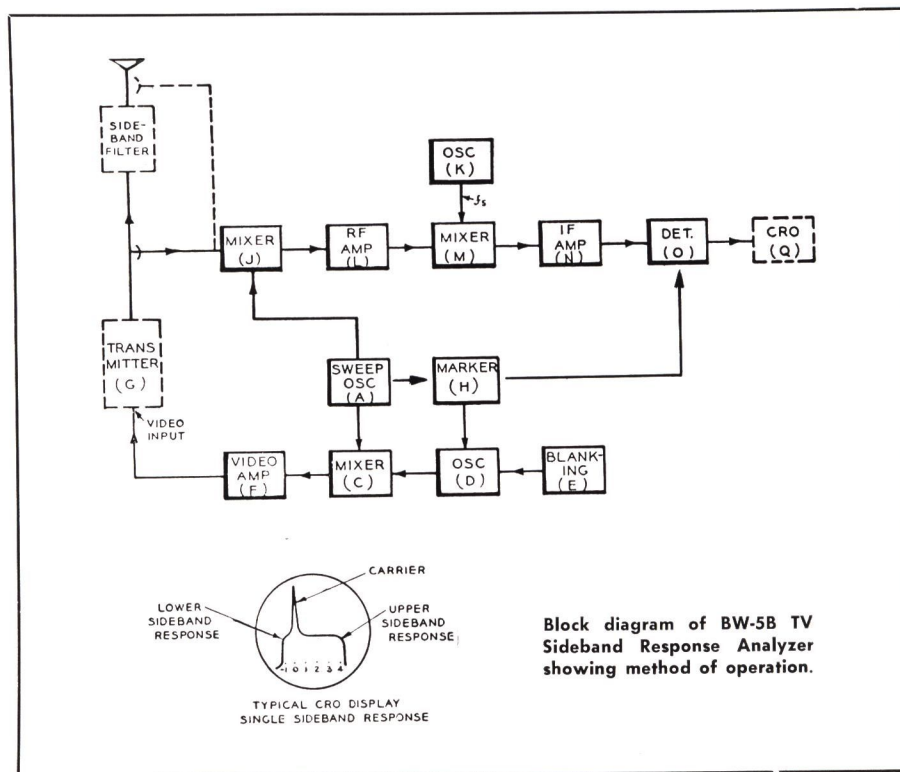 SIDE-
BAND
FILTER
OSC
(K)
fs
MIXER
(J)
RF
AMP
(L)
MIXER
(M)
IF
AMP
(N)
DET.
(O)
CRO
(Q)
TRANS
MITTER
(G)
SWEEP
OSC
(A)
MARKER
(H)
VIDEO
INPUT
VIDEO
AMP
(F)
MIXER
(C)
OSC
(D)
BLANK-
ING
(E)
CARRIER
LOWER
SIDEBAND
RESPONSE
UPPER
SIDEBAND
RESPONSE
-1 0 1 2 3 4
TYPICAL CRO DISPLAY
SINGLE SIDEBAND RESPONSE
Block diagram of BW-5B TV
Sideband Response Analyzer
showing method of operation.